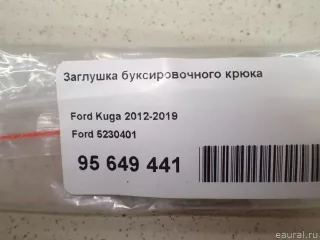 Заглушка буксировочного крюка
Ford Kuga 2012-2019
Ford 5230401
95 649 441
eaural.ru